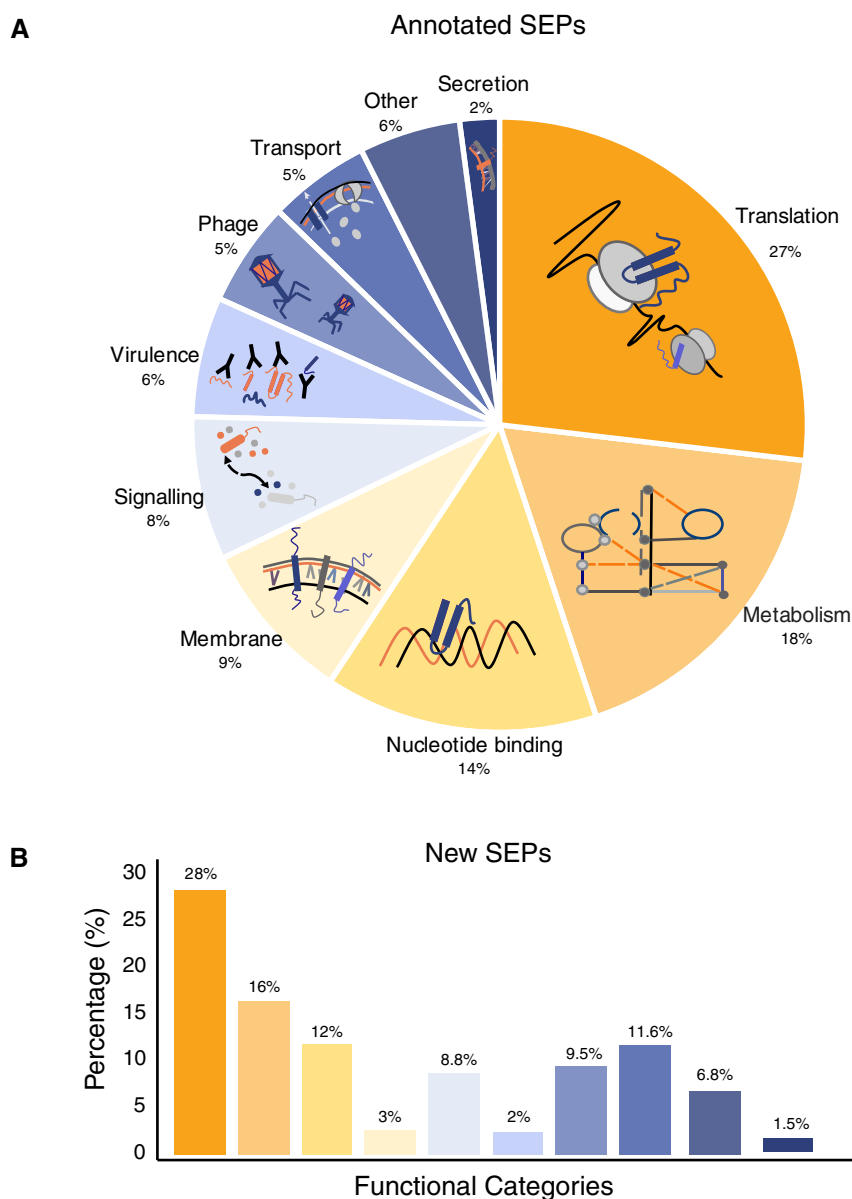 A
Annotated SEPs
Secretion
2%
Other
6%
Transport
5%
Phage
5%
Virulence
6%
Signalling
8%
Membrane
9%
Nucleotide binding
14%
Metabolism
18%
Translation
27%
B
New SEPs
Percentage (%)
30
25
20
15
10
5
0
28%
16%
12%
3%
8.8%
2%
9.5%
11.6%
6.8%
1.5%
Functional Categories